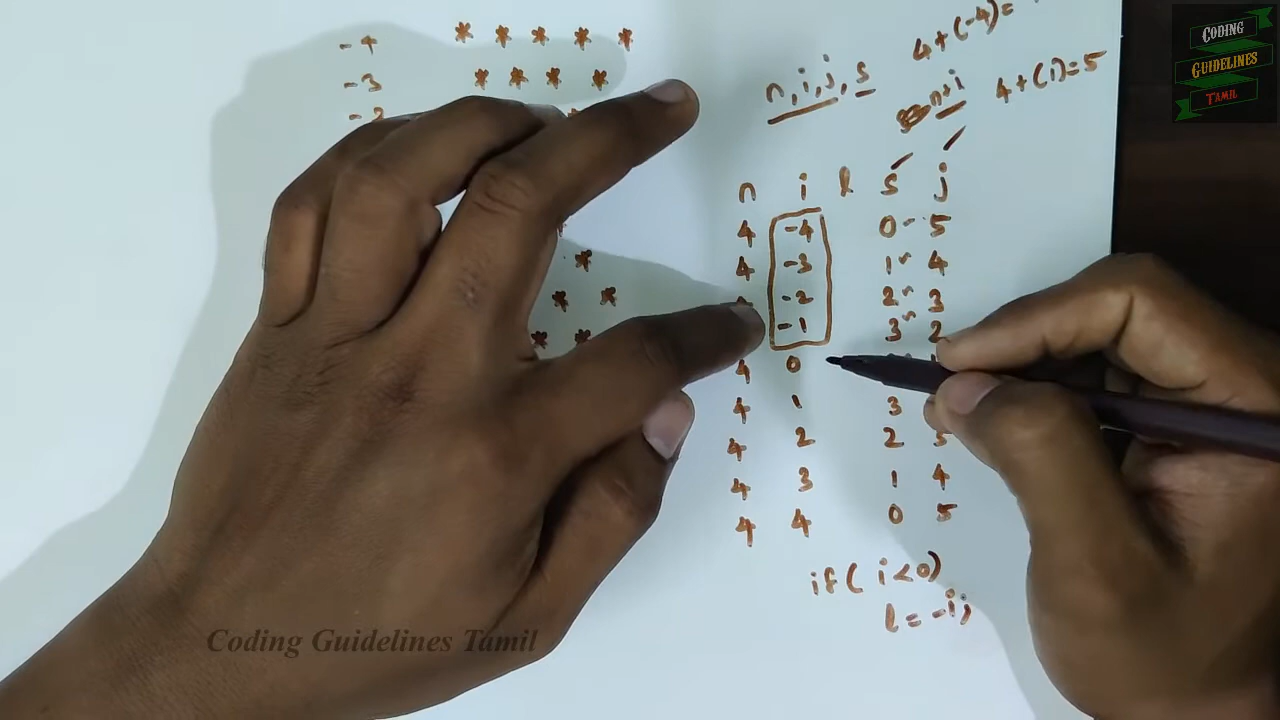 -4 * * * * *
-3 * * * *
-2
*
* *
* *
n, i, j, s
4+(-4)=
n+i
4+(1)=5
n i l s j
4 -4 0 5
4 -3 1 4
-2 2 3
-1 3 2
4 0
4 1 3
4 2 2 5
4 3 1 4
4 4 0 5
if( i<0)
l = -i;
Coding Guidelines Tamil
CODING
GUIDELINES
TAMIL